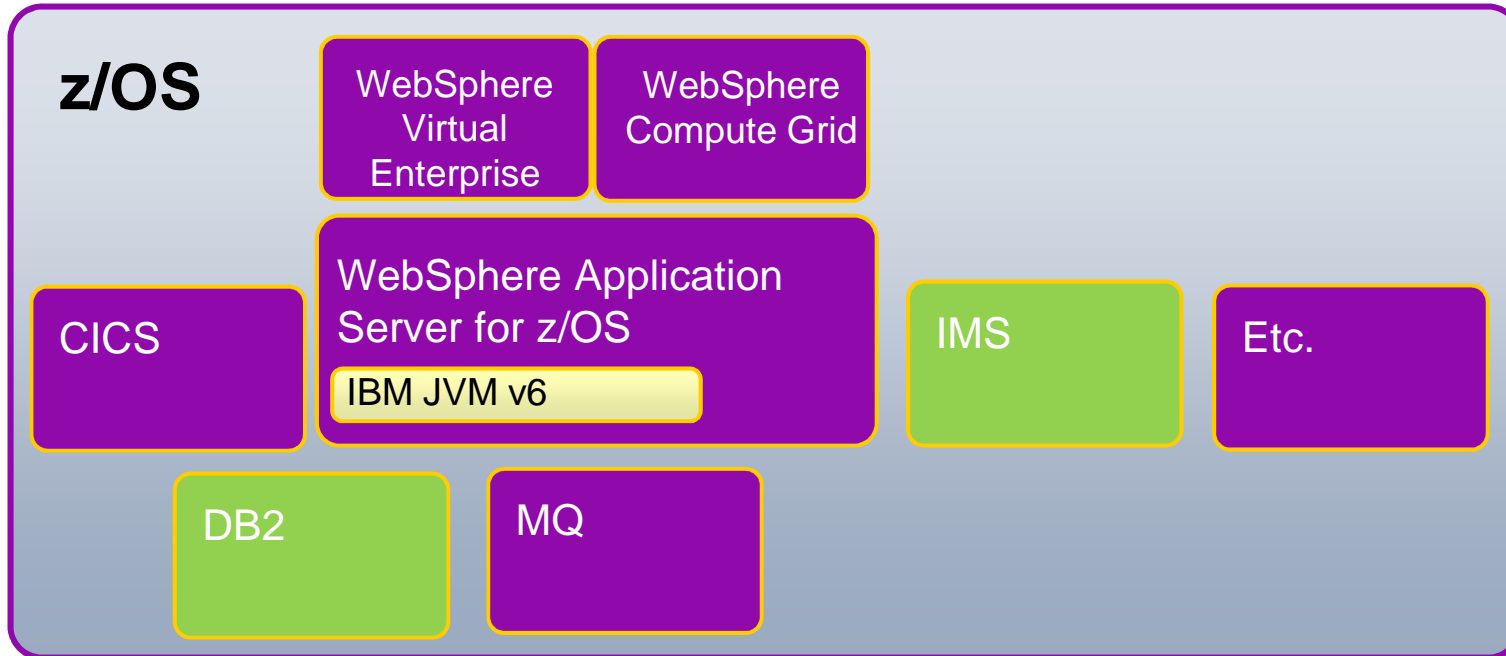 z/OS
WebSphere
Virtual
Enterprise
WebSphere
Compute Grid
WebSphere Application
Server for z/OS
IBM JVM v6
CICS
IMS
Etc.
DB2
MQ